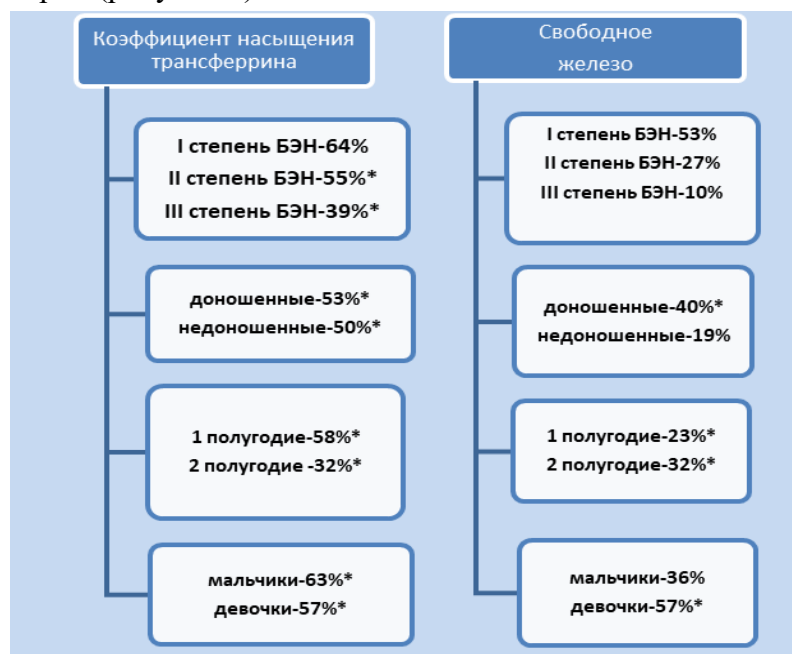 Коэффициент насыщения
трансферрина
I степень БЭН-64%
II степень БЭН-55%*
III степень БЭН-39%*
доношенные-53%*
недоношенные-50%*
1 полугодие-58%*
2 полугодие -32%*
мальчики-63%*
девочки-57%*
Свободное
железо
I степень БЭН-53%
II степень БЭН-27%
III степень БЭН-10%
доношенные-40%*
недоношенные-19%
1 полугодие-23%*
2 полугодие-32%*
мальчики-36%
девочки-57%*